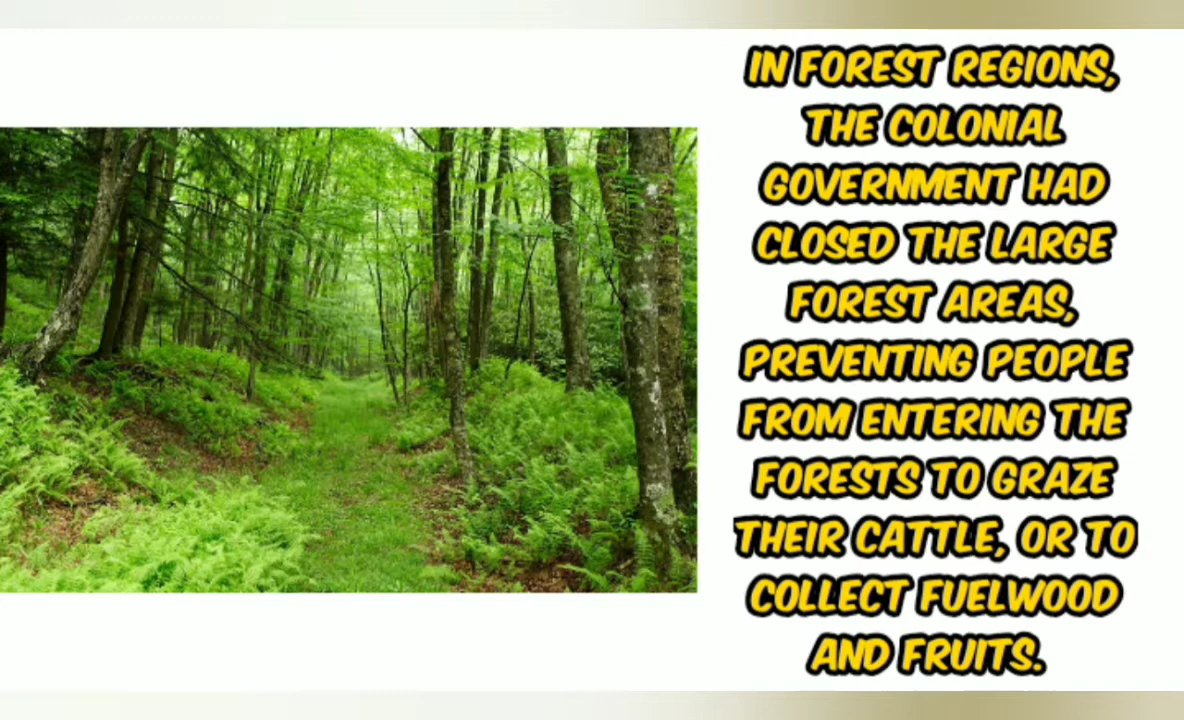 IN FOREST REGIONS,
THE COLONIAL
GOVERNMENT HAD
CLOSED THE LARGE
FOREST AREAS,
PREVENTING PEOPLE
FROM ENTERING THE
FORESTS TO GRAZE
THEIR CATTLE, OR TO
COLLECT FUELWOOD
AND FRUITS.